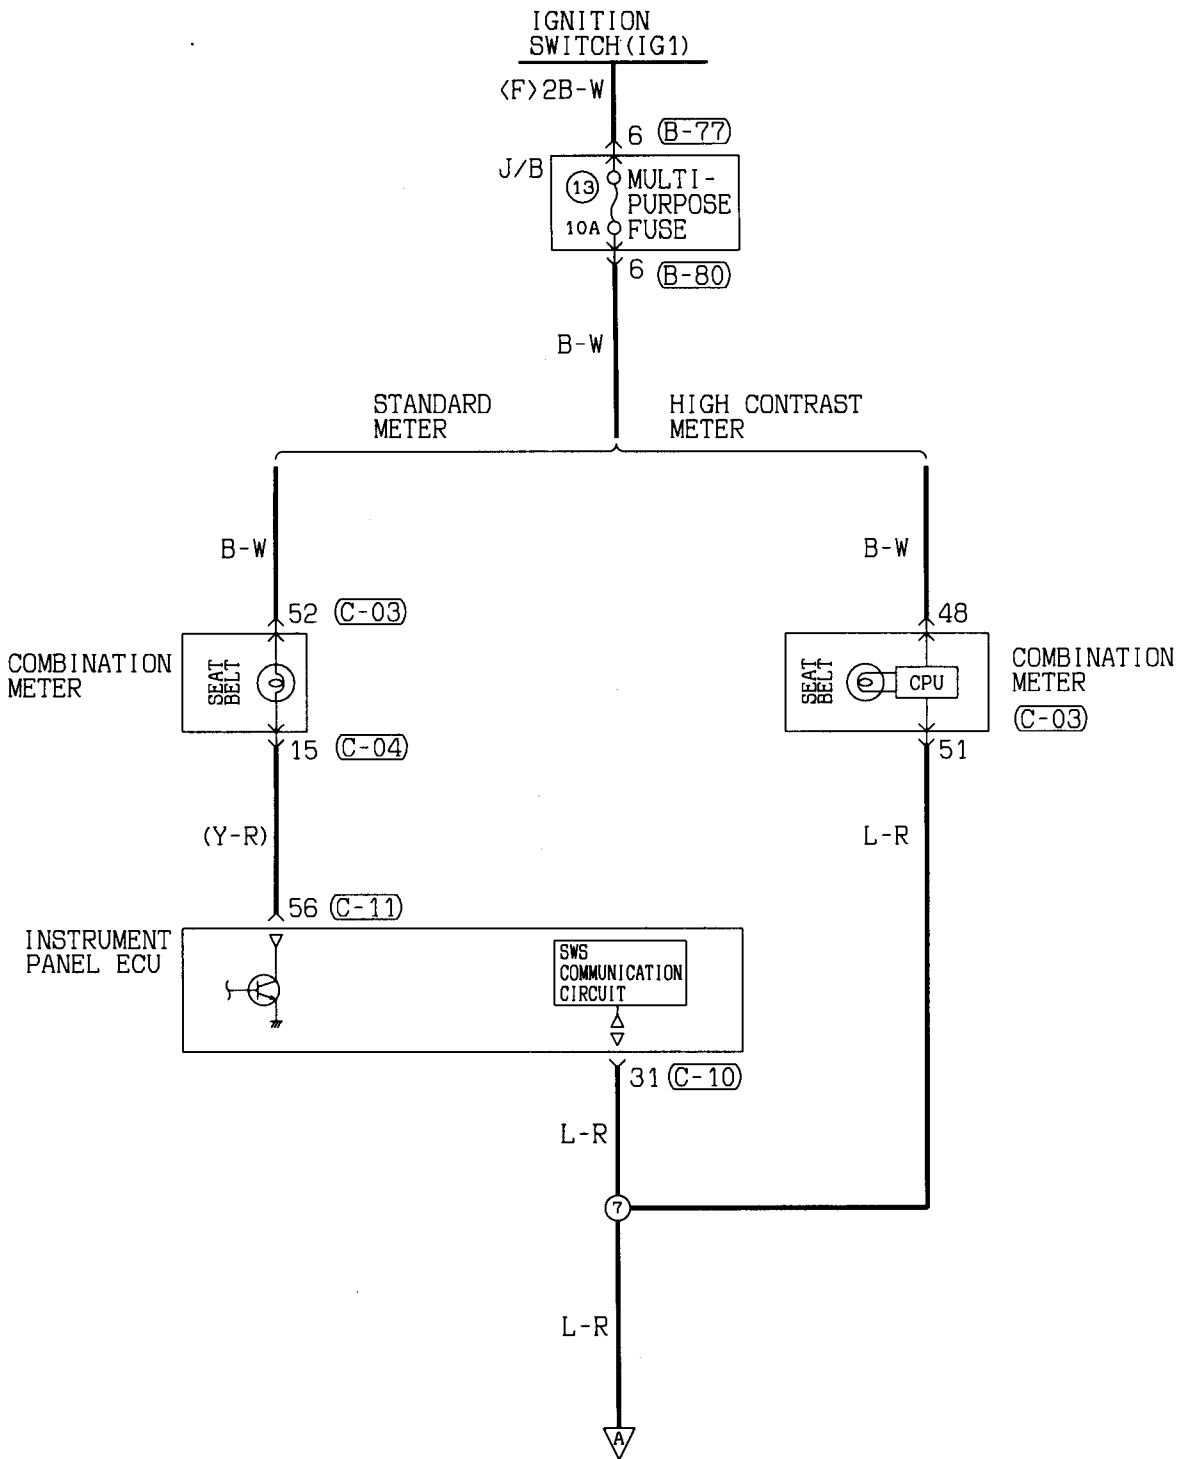 IGNITION
SWITCH(IG1)
<F>2B-W
6 (B-77)
J/B
13
MULTI-
PURPOSE
10A FUSE
6 (B-80)
B-W
STANDARD
METER
HIGH CONTRAST
METER
B-W
B-W
52 (C-03)
48
COMBINATION
METER
SEAT
BELT
SEAT
BELT
CPU
COMBINATION
METER
(C-03)
15 (C-04)
51
(Y-R)
L-R
56 (C-11)
INSTRUMENT
PANEL ECU
SWS
COMMUNICATION
CIRCUIT
31 (C-10)
L-R
7
L-R
A